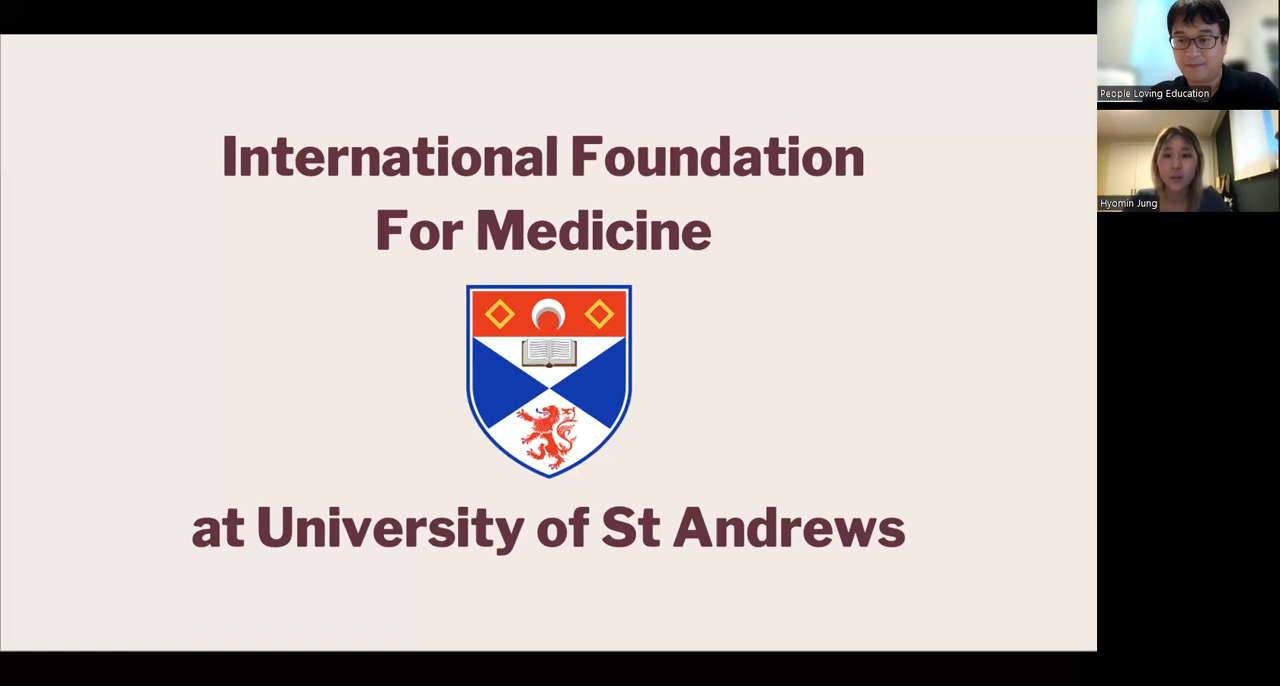 International Foundation
For Medicine
at University of St Andrews
People Loving Education
Hyomin Jung